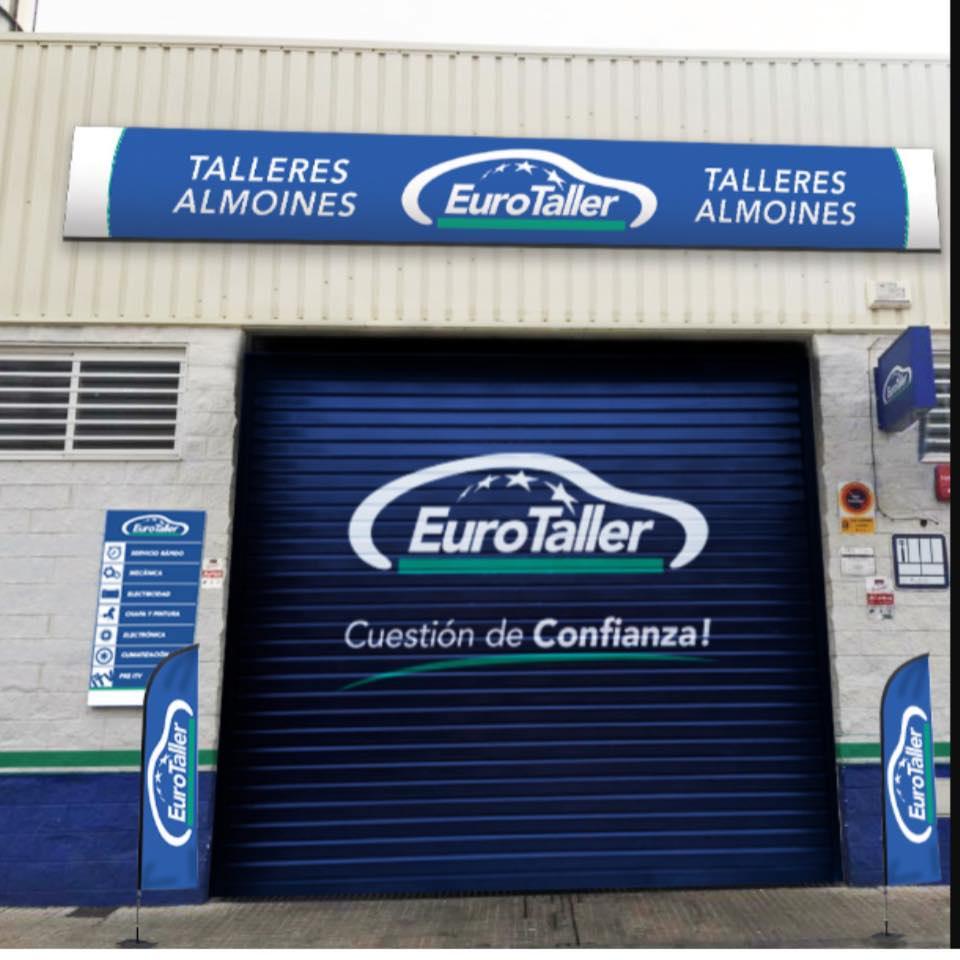 TALLERES
ALMOINES
EuroTaller
TALLERES
ALMOINES
EuroTaller
EuroTaller
Cuestión de Confianza!
EuroTaller
SERVICIO RÁPIDO
MECÁNICA
ELECTRICIDAD
CHAPA Y PINTURA
ELECTRÓNICA
CLIMATIZACIÓN
PRE ITV
EuroTaller
EuroTaller